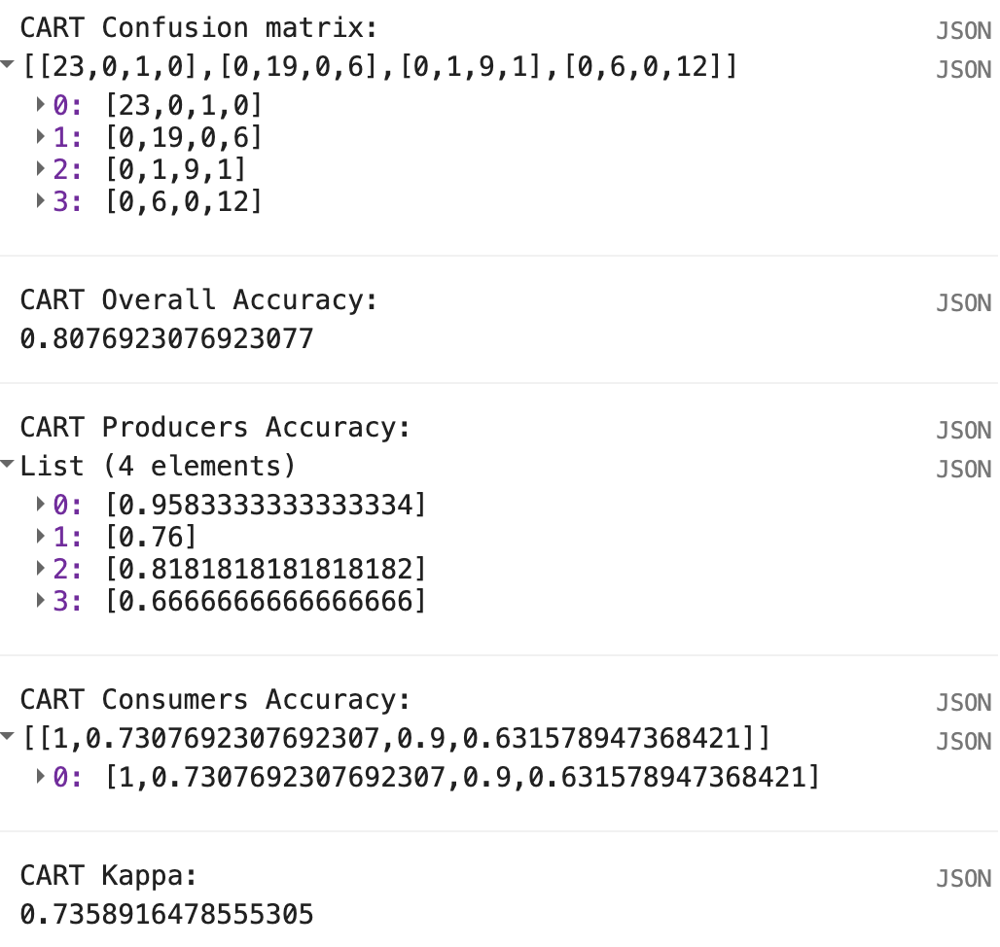 CART Confusion matrix: JSON
[[23,0,1,0],[0,19,0,6],[0,1,9,1],[0,6,0,12]] JSON
0: [23,0,1,0]
1: [0,19,0,6]
2: [0,1,9,1]
3: [0,6,0,12]
CART Overall Accuracy: JSON
0.8076923076923077
CART Producers Accuracy: JSON
List (4 elements) JSON
0: [0.9583333333333334]
1: [0.76]
2: [0.8181818181818182]
3: [0.6666666666666666]
CART Consumers Accuracy: JSON
[[1,0.7307692307692307,0.9,0.631578947368421]] JSON
0: [1,0.7307692307692307,0.9,0.631578947368421]
CART Kappa: JSON
0.7358916478555305